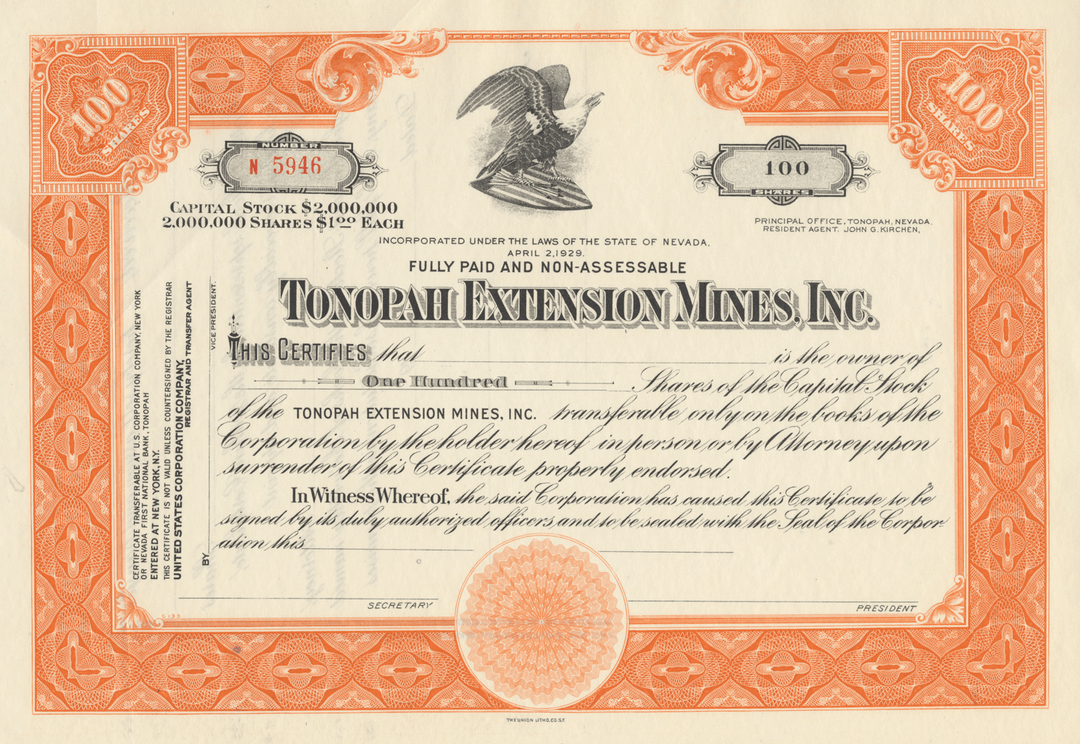 100
SHARES
100
SHARES
NUMBER
N 5946
100
SHARES
CAPITAL STOCK $2,000,000
2,000,000 SHARES $1.00 EACH
PRINCIPAL OFFICE, TONOPAH, NEVADA.
RESIDENT AGENT. JOHN G. KIRCHEN,
INCORPORATED UNDER THE LAWS OF THE STATE OF NEVADA,
APRIL 2, 1929.
FULLY PAID AND NON-ASSESSABLE
TONOPAH EXTENSION MINES, INC.
THIS CERTIFIES that is the owner of
One Hundred Shares of the Capital Stock
of the TONOPAH EXTENSION MINES, INC. transferable only on the books of the
Corporation by the holder hereof in person or by Attorney upon
surrender of this Certificate properly endorsed.
In Witness Whereof, the said Corporation has caused this Certificate to be
signed by its duly authorized officers and to be sealed with the Seal of the Corpor
ation this
SECRETARY
PRESIDENT
CERTIFICATE TRANSFERABLE AT U.S. CORPORATION COMPANY, NEW YORK
OR NEVADA FIRST NATIONAL BANK, TONOPAH
ENTERED AT NEW YORK, N.Y.
THIS CERTIFICATE IS NOT VALID UNLESS COUNTERSIGNED BY THE REGISTRAR
UNITED STATES CORPORATION COMPANY,
REGISTRAR AND TRANSFER AGENT
BY VICE PRESIDENT.
THE UNION LITHO. CO. S.F.